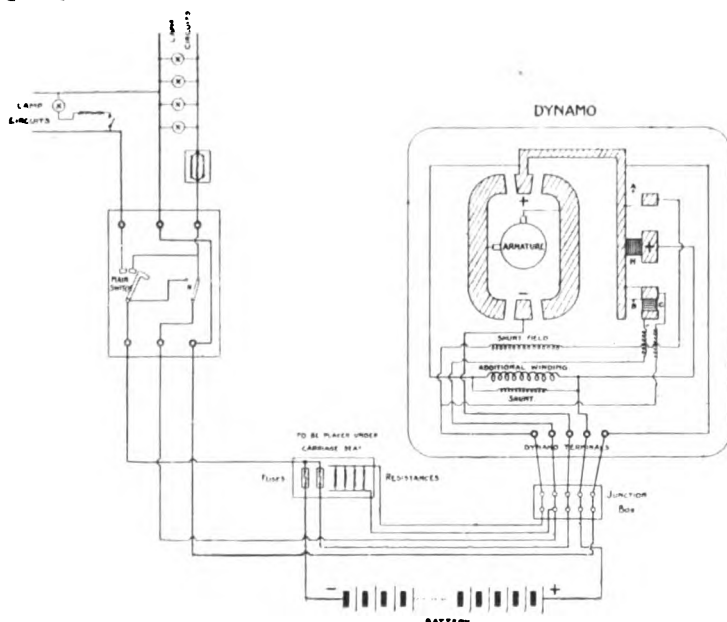 LAMP
CIRCUITS
LAMP
CIRCUITS
DYNAMO
A
+
ARMATURE
+
M
MAIN
SWITCH
N
-
B
C
SHUNT FIELD
ADDITIONAL WINDING
SHUNT
TO BE PLACED UNDER
CARRIAGE SEAT
DYNAMO TERMINALS
FUSES
RESISTANCES
JUNCTION
BOX
-
+
BATTERY